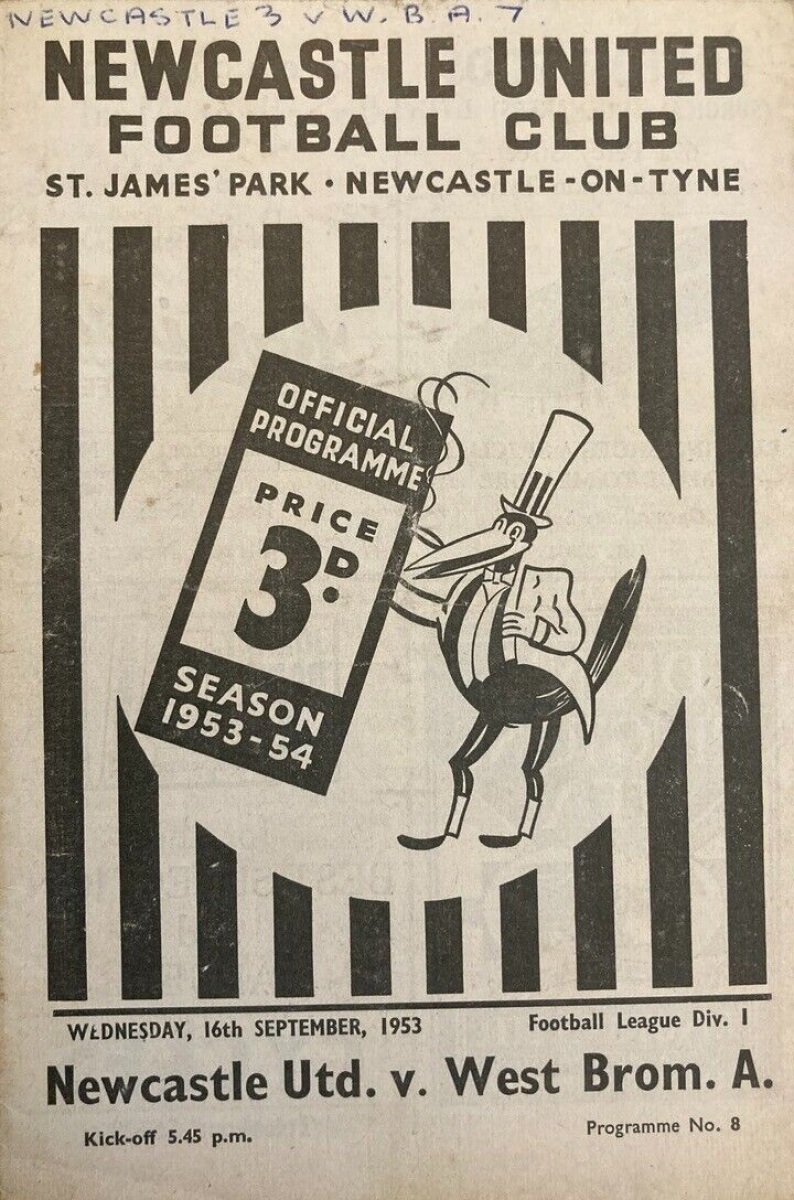 NEWCASTLE 3 V W. B. A. 7.
NEWCASTLE UNITED
FOOTBALL CLUB
ST. JAMES' PARK • NEWCASTLE-ON-TYNE
OFFICIAL
PROGRAMME
PRICE
3D.
SEASON
1953-54
WEDNESDAY, 16th SEPTEMBER, 1953
Football League Div. 1
Newcastle Utd. v. West Brom. A.
Kick-off 5.45 p.m.
Programme No. 8